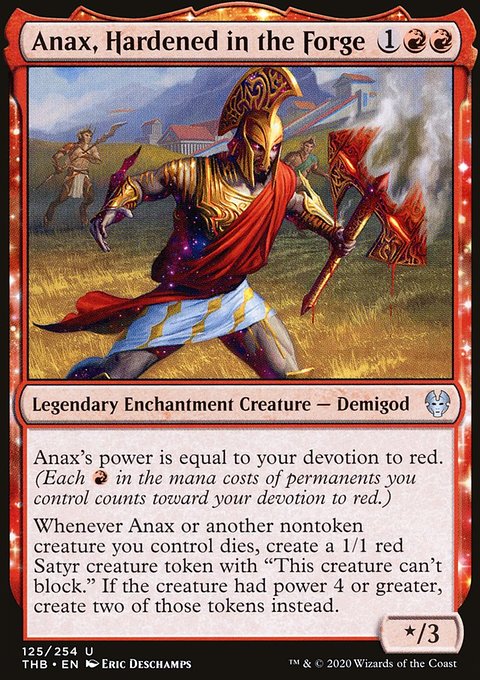 Anax, Hardened in the Forge 1
Legendary Enchantment Creature — Demigod
Anax's power is equal to your devotion to red.
(Each in the mana costs of permanents you
control counts toward your devotion to red.)
Whenever Anax or another nontoken
creature you control dies, create a 1/1 red
Satyr creature token with “This creature can't
block.” If the creature had power 4 or greater,
create two of those tokens instead.
★/3
125/254 U
THB • EN Eric Deschamps
™ & © 2020 Wizards of the Coast